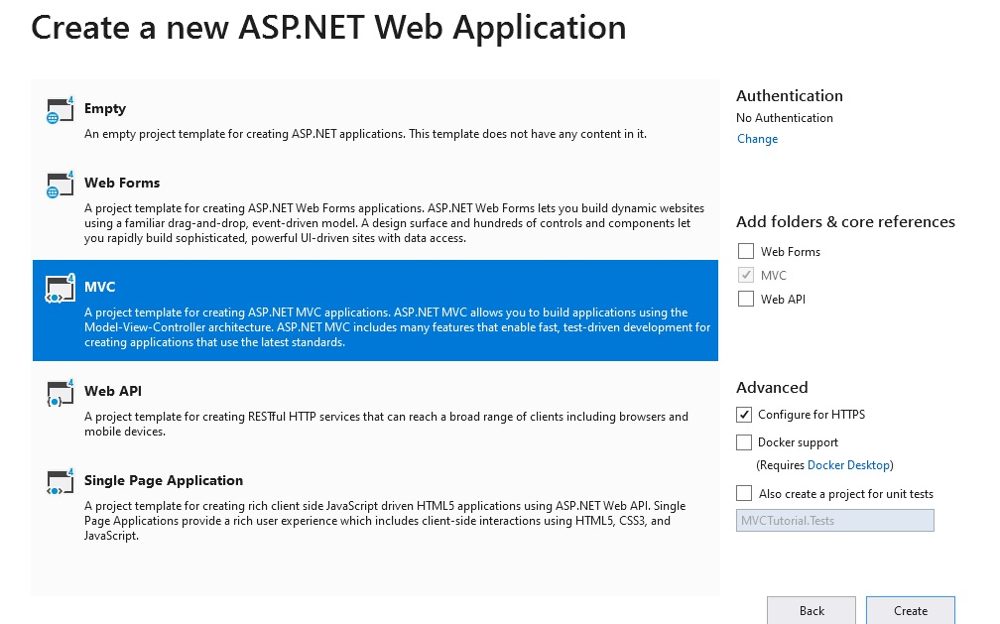 Create a new ASP.NET Web Application
Empty
An empty project template for creating ASP.NET applications. This template does not have any content in it.
Web Forms
A project template for creating ASP.NET Web Forms applications. ASP.NET Web Forms lets you build dynamic websites
using a familiar drag-and-drop, event-driven model. A design surface and hundreds of controls and components let
you rapidly build sophisticated, powerful UI-driven sites with data access.
MVC
A project template for creating ASP.NET MVC applications. ASP.NET MVC allows you to build applications using the
Model-View-Controller architecture. ASP.NET MVC includes many features that enable fast, test-driven development for
creating applications that use the latest standards.
Web API
A project template for creating RESTful HTTP services that can reach a broad range of clients including browsers and
mobile devices.
Single Page Application
A project template for creating rich client side JavaScript driven HTML5 applications using ASP.NET Web API. Single
Page Applications provide a rich user experience which includes client-side interactions using HTML5, CSS3, and
JavaScript.
Authentication
No Authentication
Change
Add folders & core references
Web Forms
MVC
Web API
Advanced
Configure for HTTPS
Docker support
(Requires Docker Desktop)
Also create a project for unit tests
MVCTutorial.Tests
Back
Create